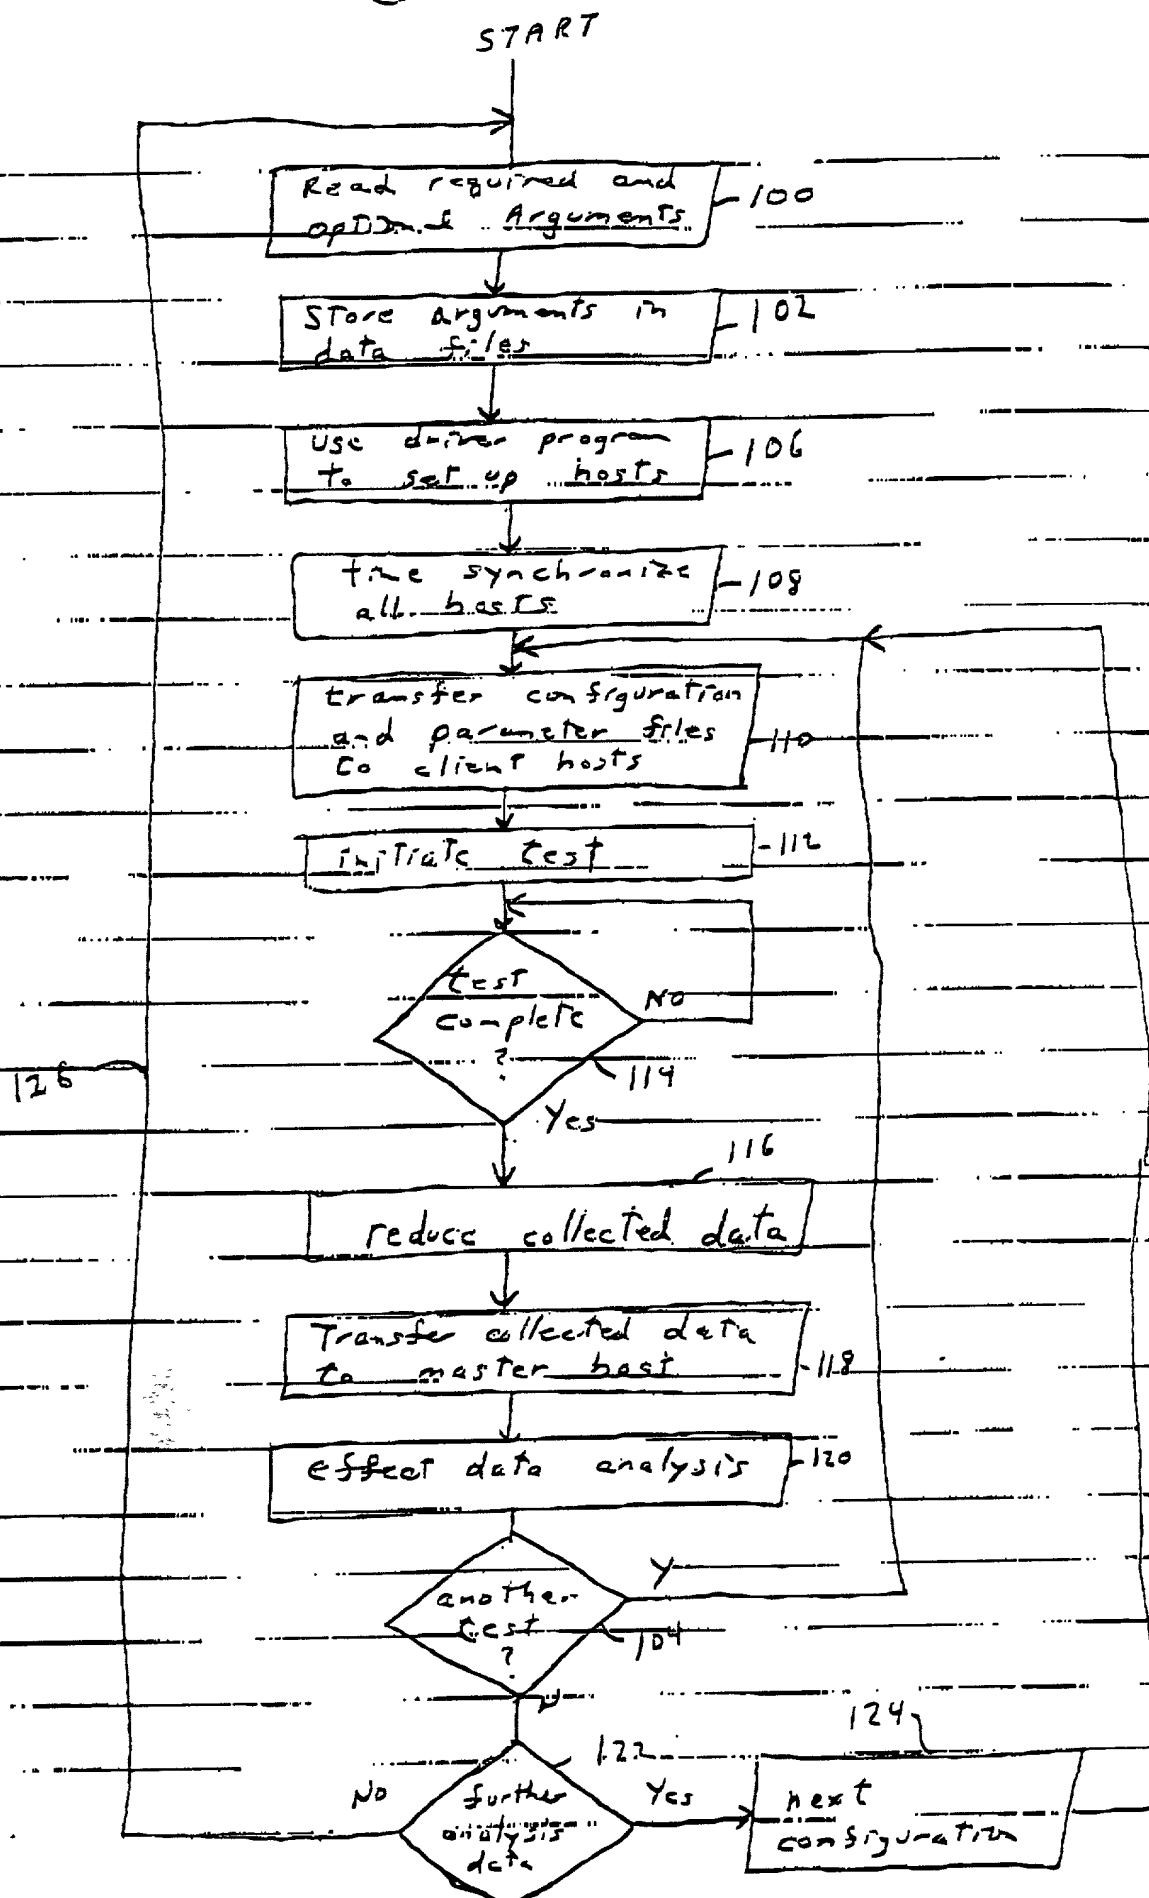 START
Read required and
optional Arguments
100
Store arguments in
data files
102
use driver program
to set up hosts
106
time synchronize
all hosts
108
transfer configuration
and parameter files
to client hosts
110
initiate test
112
test
complete
?
NO
114
Yes
126
116
reduce collected data
Transfer collected data
to master host
118
effect data analysis
120
another
test
?
Y
104
N
122
124
No
further
analysis
data
Yes
next
configuration